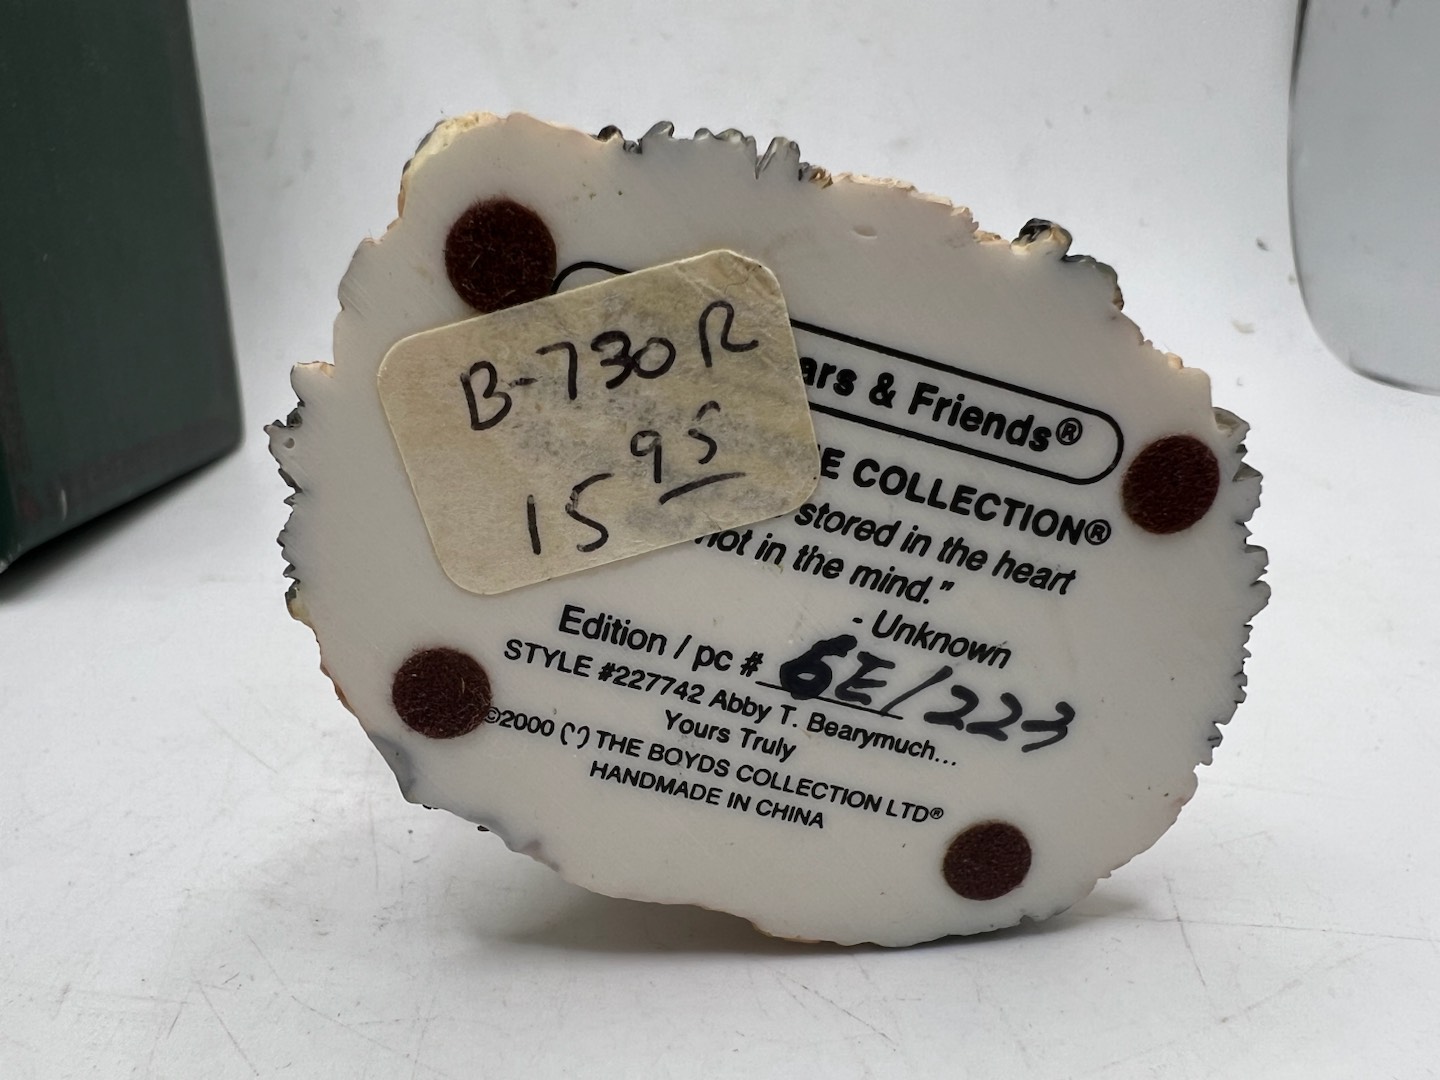 B-730R
15 95
ars & Friends®
E COLLECTION®
stored in the heart
not in the mind."
- Unknown
Edition / pc # 6E/223
STYLE #227742 Abby T. Bearymuch...
Yours Truly
©2000 (") THE BOYDS COLLECTION LTD®
HANDMADE IN CHINA